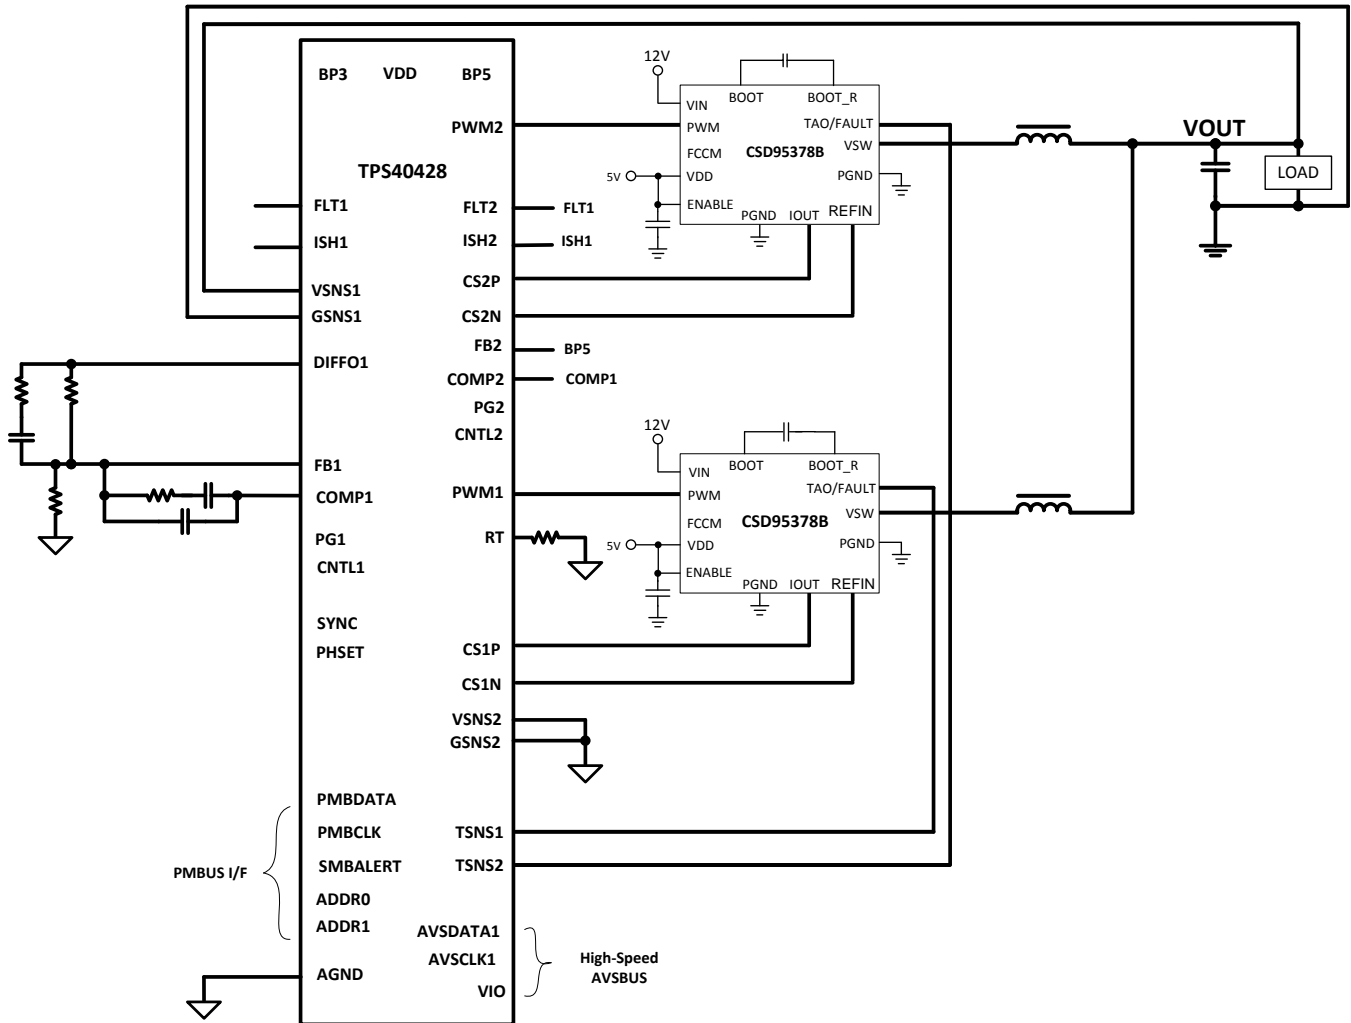 BP3 VDD BP5
PWM2
TPS40428
FLT1
FLT2
FLT1
ISH1
ISH2
ISH1
VSNS1
CS2P
GSNS1
CS2N
FB2
BP5
DIFFO1
COMP2
COMP1
PG2
CNTL2
FB1
COMP1
PWM1
PG1
RT
CNTL1
SYNC
PHSET
CS1P
CS1N
VSNS2
GSNS2
PMBDATA
PMBCLK
TSNS1
SMBALERT
TSNS2
PMBUS I/F
ADDR0
ADDR1
AVSDATA1
AVSCLK1
High-Speed
AVSBUS
AGND
VIO
12V
BOOT
BOOT_R
VIN
PWM
TAO/FAULT
FCCM
CSD95378B
VSW
5V
VDD
PGND
ENABLE
PGND
IOUT
REFIN
12V
BOOT
BOOT_R
VIN
PWM
TAO/FAULT
FCCM
CSD95378B
VSW
5V
VDD
PGND
ENABLE
PGND
IOUT
REFIN
VOUT
LOAD